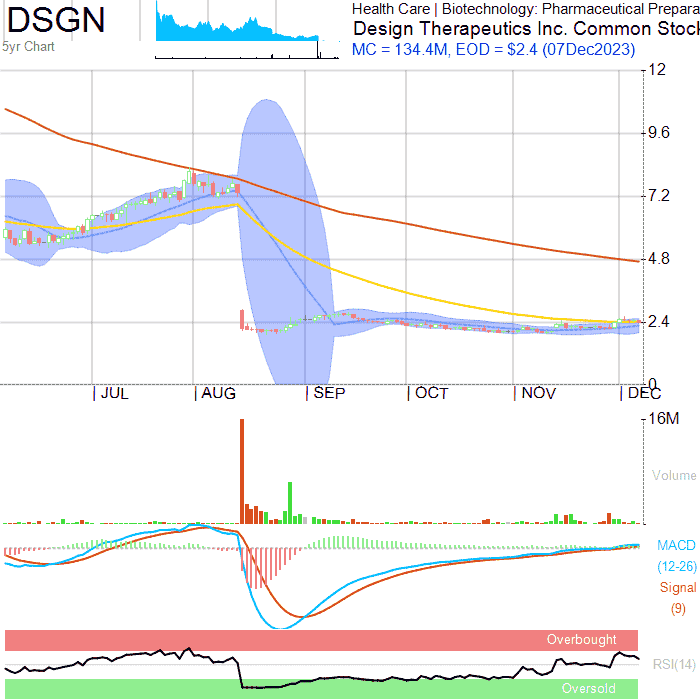 DSGN
5yr Chart
Health Care | Biotechnology: Pharmaceutical Prepara
Design Therapeutics Inc. Common Stock
MC = 134.4M, EOD = $2.4 (07Dec2023)
12
9.6
7.2
4.8
2.4
0
JUL AUG SEP OCT NOV DEC
16M
Volume
MACD
(12-26)
Signal
(9)
Overbought
RSI(14)
Oversold